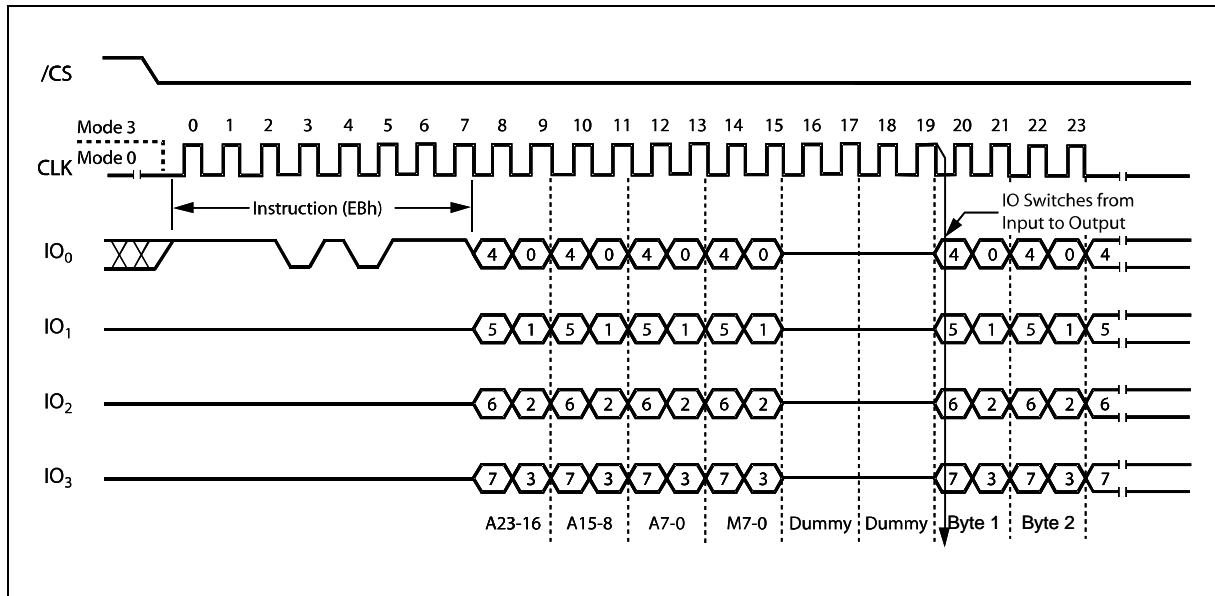 /CS
Mode 3
0 1 2 3 4 5 6 7 8 9 10 11 12 13 14 15 16 17 18 19 20 21 22 23
Mode 0
CLK
Instruction (EBh)
IO Switches from
Input to Output
IO0 4 0 4 0 4 0 4 0 4 0 4 0 4
IO1 5 1 5 1 5 1 5 1 5 1 5 1 5
IO2 6 2 6 2 6 2 6 2 6 2 6 2 6
IO3 7 3 7 3 7 3 7 3 7 3 7 3 7
A23-16 A15-8 A7-0 M7-0 Dummy Dummy Byte 1 Byte 2